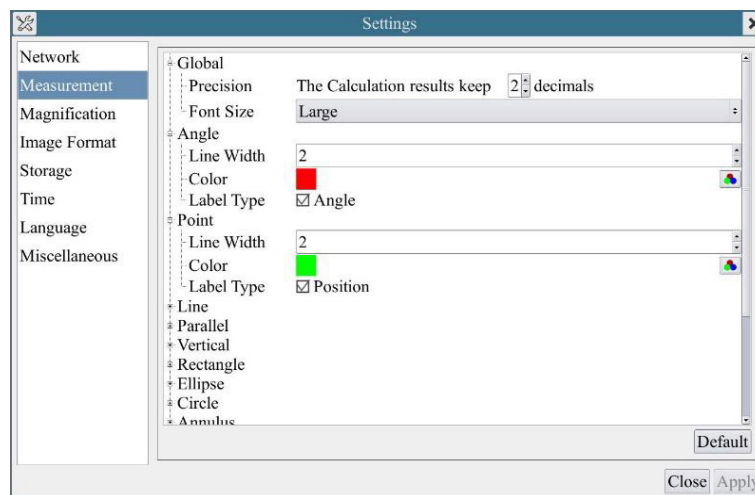 Settings
Network
Measurement
Magnification
Image Format
Storage
Time
Language
Miscellaneous
Global
Precision The Calculation results keep 2 decimals
Font Size Large
Angle
Line Width 2
Color
Label Type Angle
Point
Line Width 2
Color
Label Type Position
Line
Parallel
Vertical
Rectangle
Ellipse
Circle
Annulus
Default
Close Apply